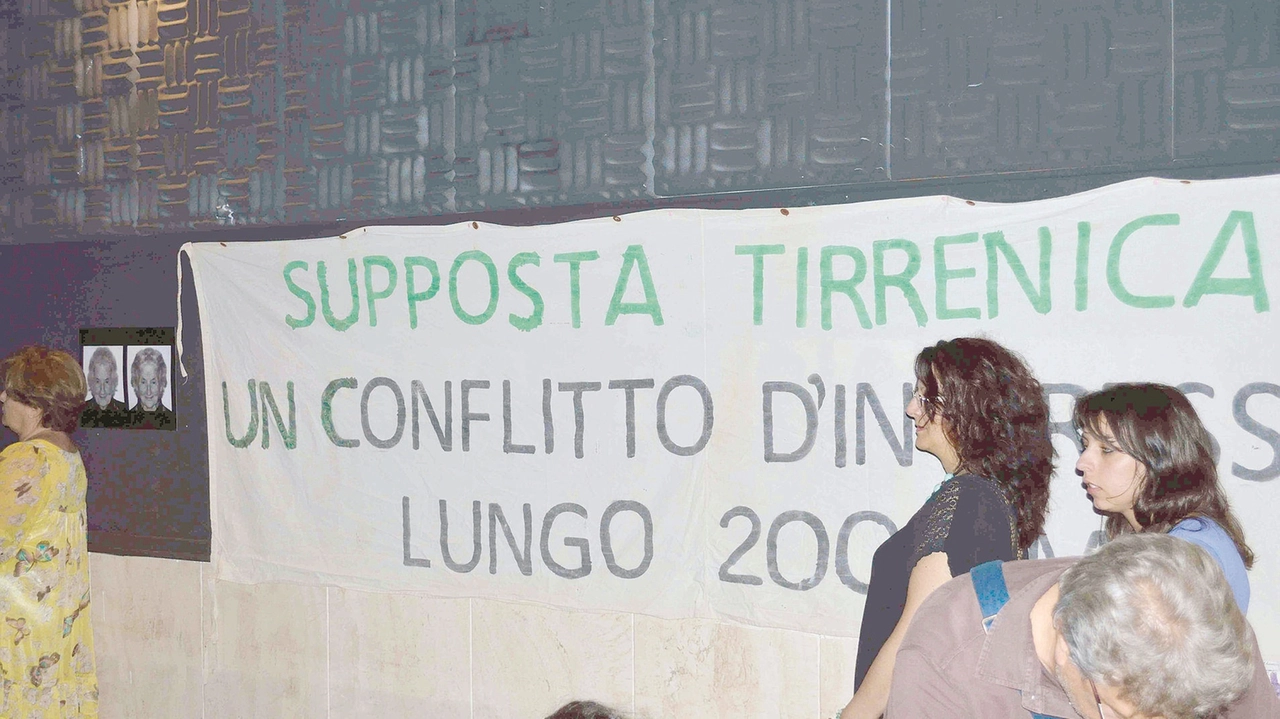 SUPPOSTA TIRRENICA
UN CONFLITTO D'IN
LUNGO 200